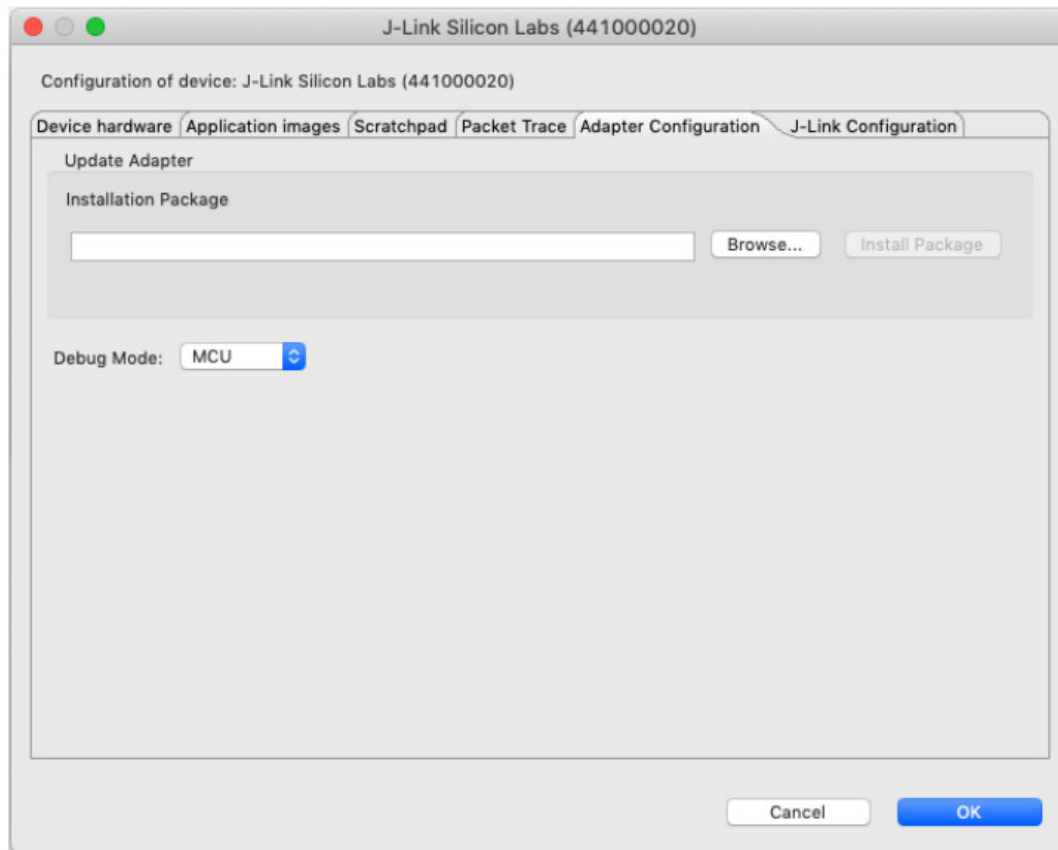 J-Link Silicon Labs (441000020)
Configuration of device: J-Link Silicon Labs (441000020)
Device hardware Application images Scratchpad Packet Trace Adapter Configuration J-Link Configuration
Update Adapter
Installation Package
Browse... Install Package
Debug Mode: MCU
Cancel OK